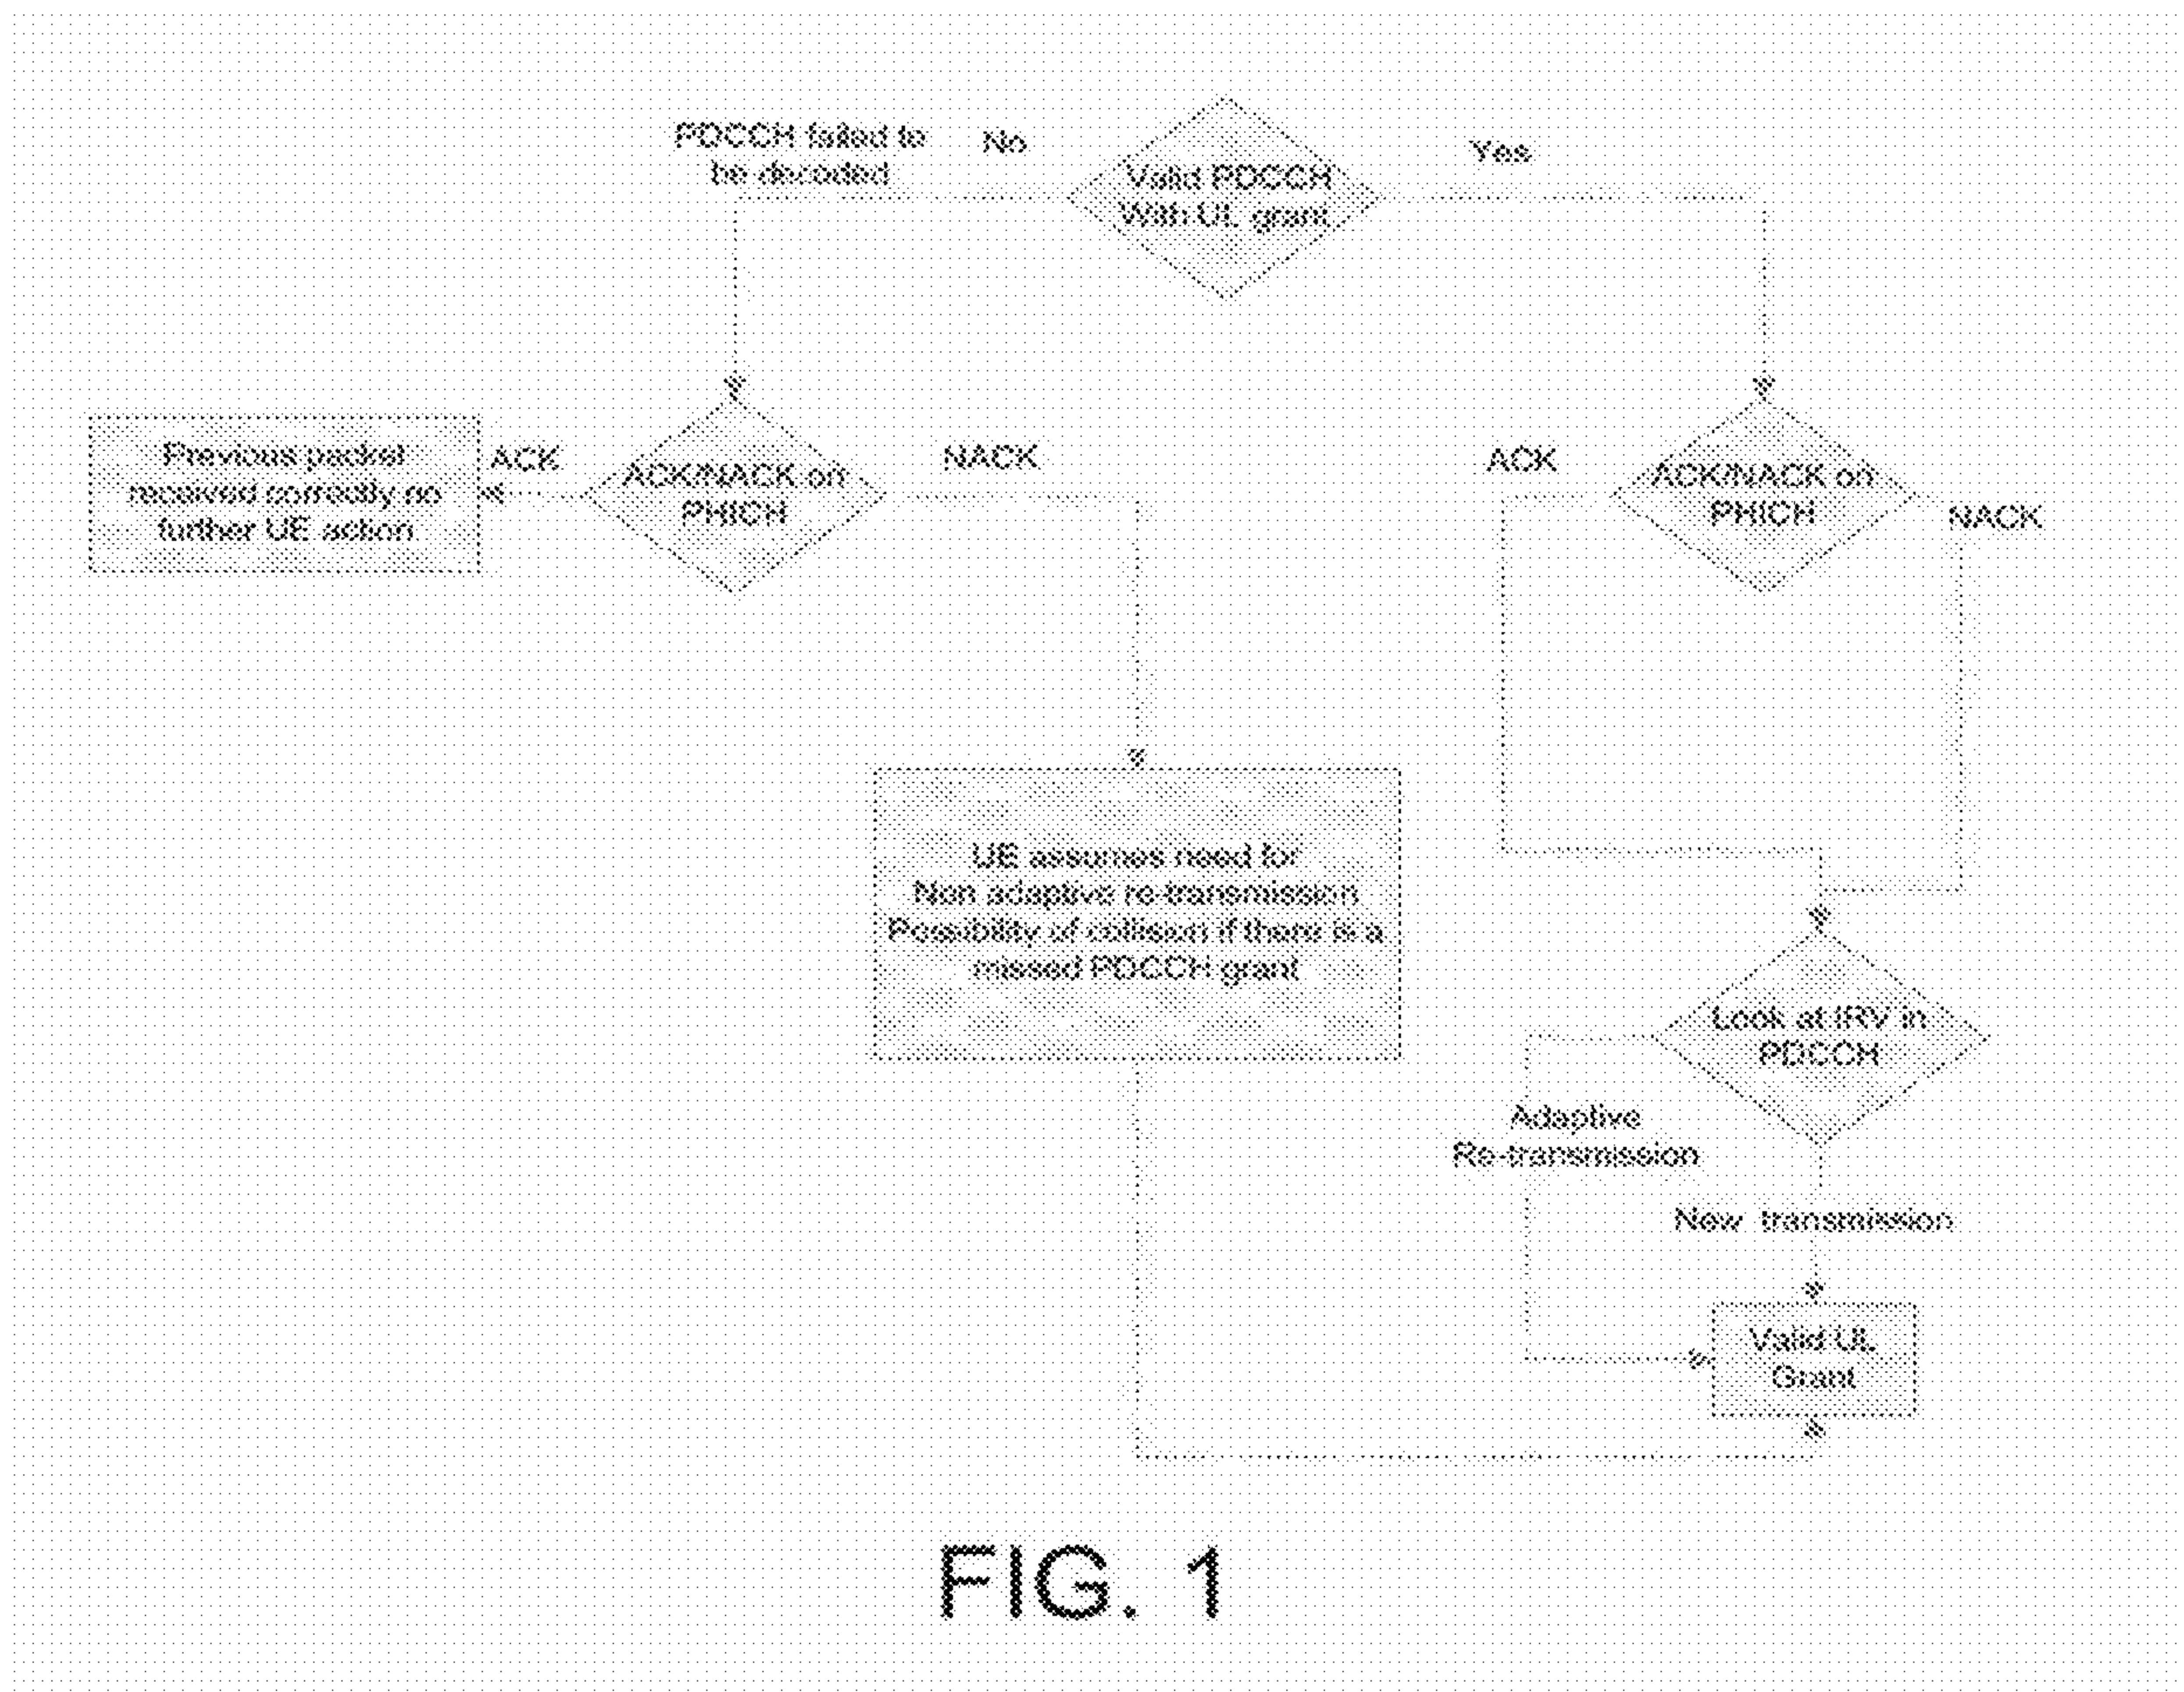 PDCCH failed to
be decoded
No
Valid PDCCH
With UL grant
Yes
Previous packet
received correctly no
further UE action
ACK
ACK/NACK on
PHICH
NACK
ACK
ACK/NACK on
PHICH
NACK
UE assumes need for
Non adaptive re-transmission
Possibility of collision if there is a
missed PDCCH grant
Look at IRV in
PDCCH
Adaptive
Re-transmission
New transmission
Valid UL
Grant
FIG. 1